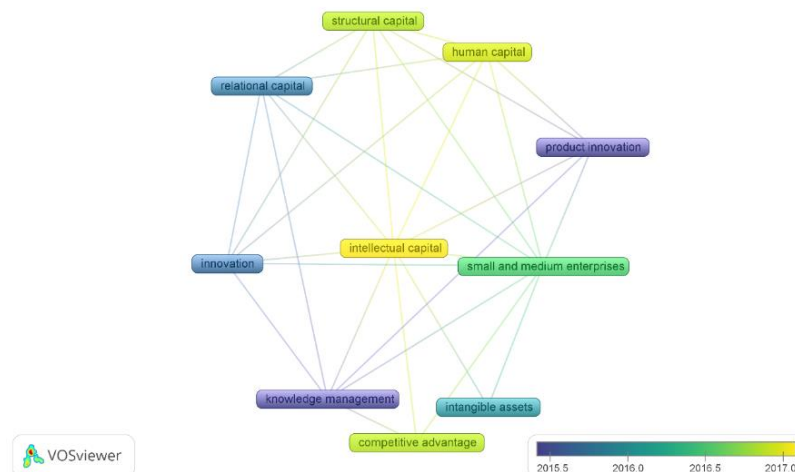 structural capital
human capital
relational capital
product innovation
intellectual capital
innovation
small and medium enterprises
knowledge management
intangible assets
competitive advantage
VOSviewer
2015.5 2016.0 2016.5 2017.0